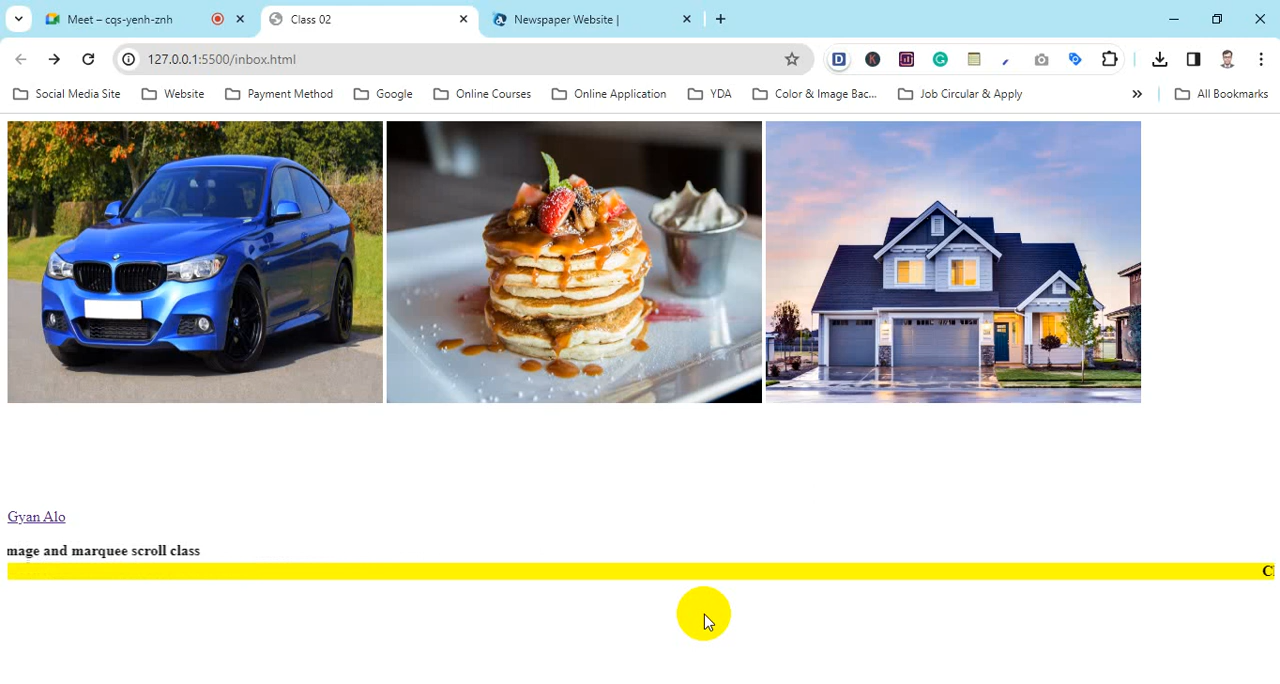 Meet – cqs-yenh-znh
Class 02
Newspaper Website |
127.0.0.1:5500/inbox.html
Social Media Site
Website
Payment Method
Google
Online Courses
Online Application
YDA
Color & Image Bac...
Job Circular & Apply
»
All Bookmarks
Gyan Alo
mage and marquee scroll class
C